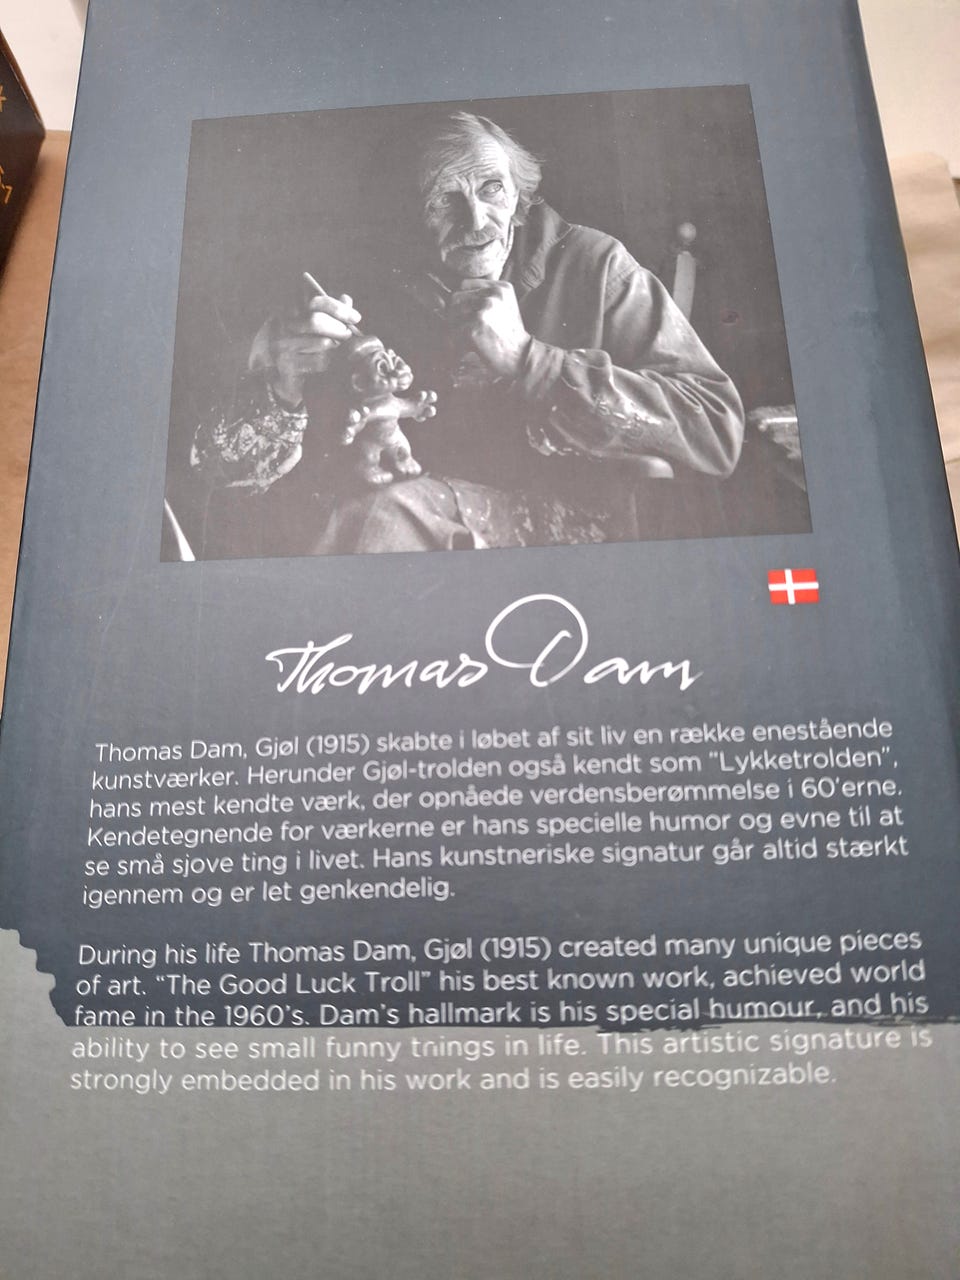 Thomas Dam
Thomas Dam, Gjøl (1915) skabte i løbet af sit liv en række enestående
kunstværker. Herunder Gjøl-trolden også kendt som "Lykketrolden",
hans mest kendte værk, der opnåede verdensberømmelse i 60'erne.
Kendetegnende for værkerne er hans specielle humor og evne til at
se små sjove ting i livet. Hans kunstneriske signatur går altid stærkt
igennem og er let genkendelig.
During his life Thomas Dam, Gjøl (1915) created many unique pieces
of art. “The Good Luck Troll” his best known work, achieved world
fame in the 1960's. Dam's hallmark is his special humour, and his
ability to see small funny things in life. This artistic signature is
strongly embedded in his work and is easily recognizable.